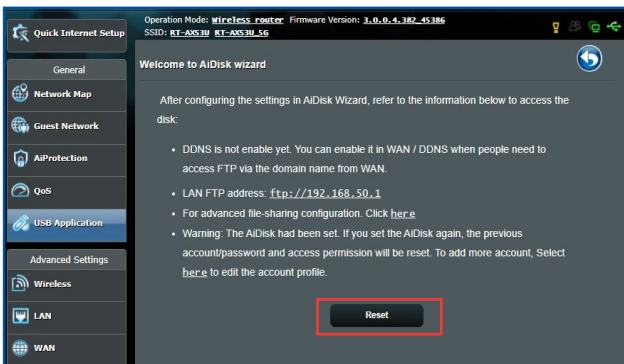 Quick Internet Setup
General
Network Map
Guest Network
AiProtection
QoS
USB Application
Advanced Settings
Wireless
LAN
WAN
Operation Mode: Wireless router Firmware Version: 3.0.0.4.382_45386
SSID: RT-AX53U RT-AX53U_5G
Welcome to AiDisk wizard
After configuring the settings in AiDisk Wizard, refer to the information below to access the
disk:
• DDNS is not enable yet. You can enable it in WAN / DDNS when people need to
access FTP via the domain name from WAN.
• LAN FTP address: ftp://192.168.50.1
• For advanced file-sharing configuration. Click here
• Warning: The AiDisk had been set. If you set the AiDisk again, the previous
account/password and access permission will be reset. To add more account, Select
here to edit the account profile.
Reset